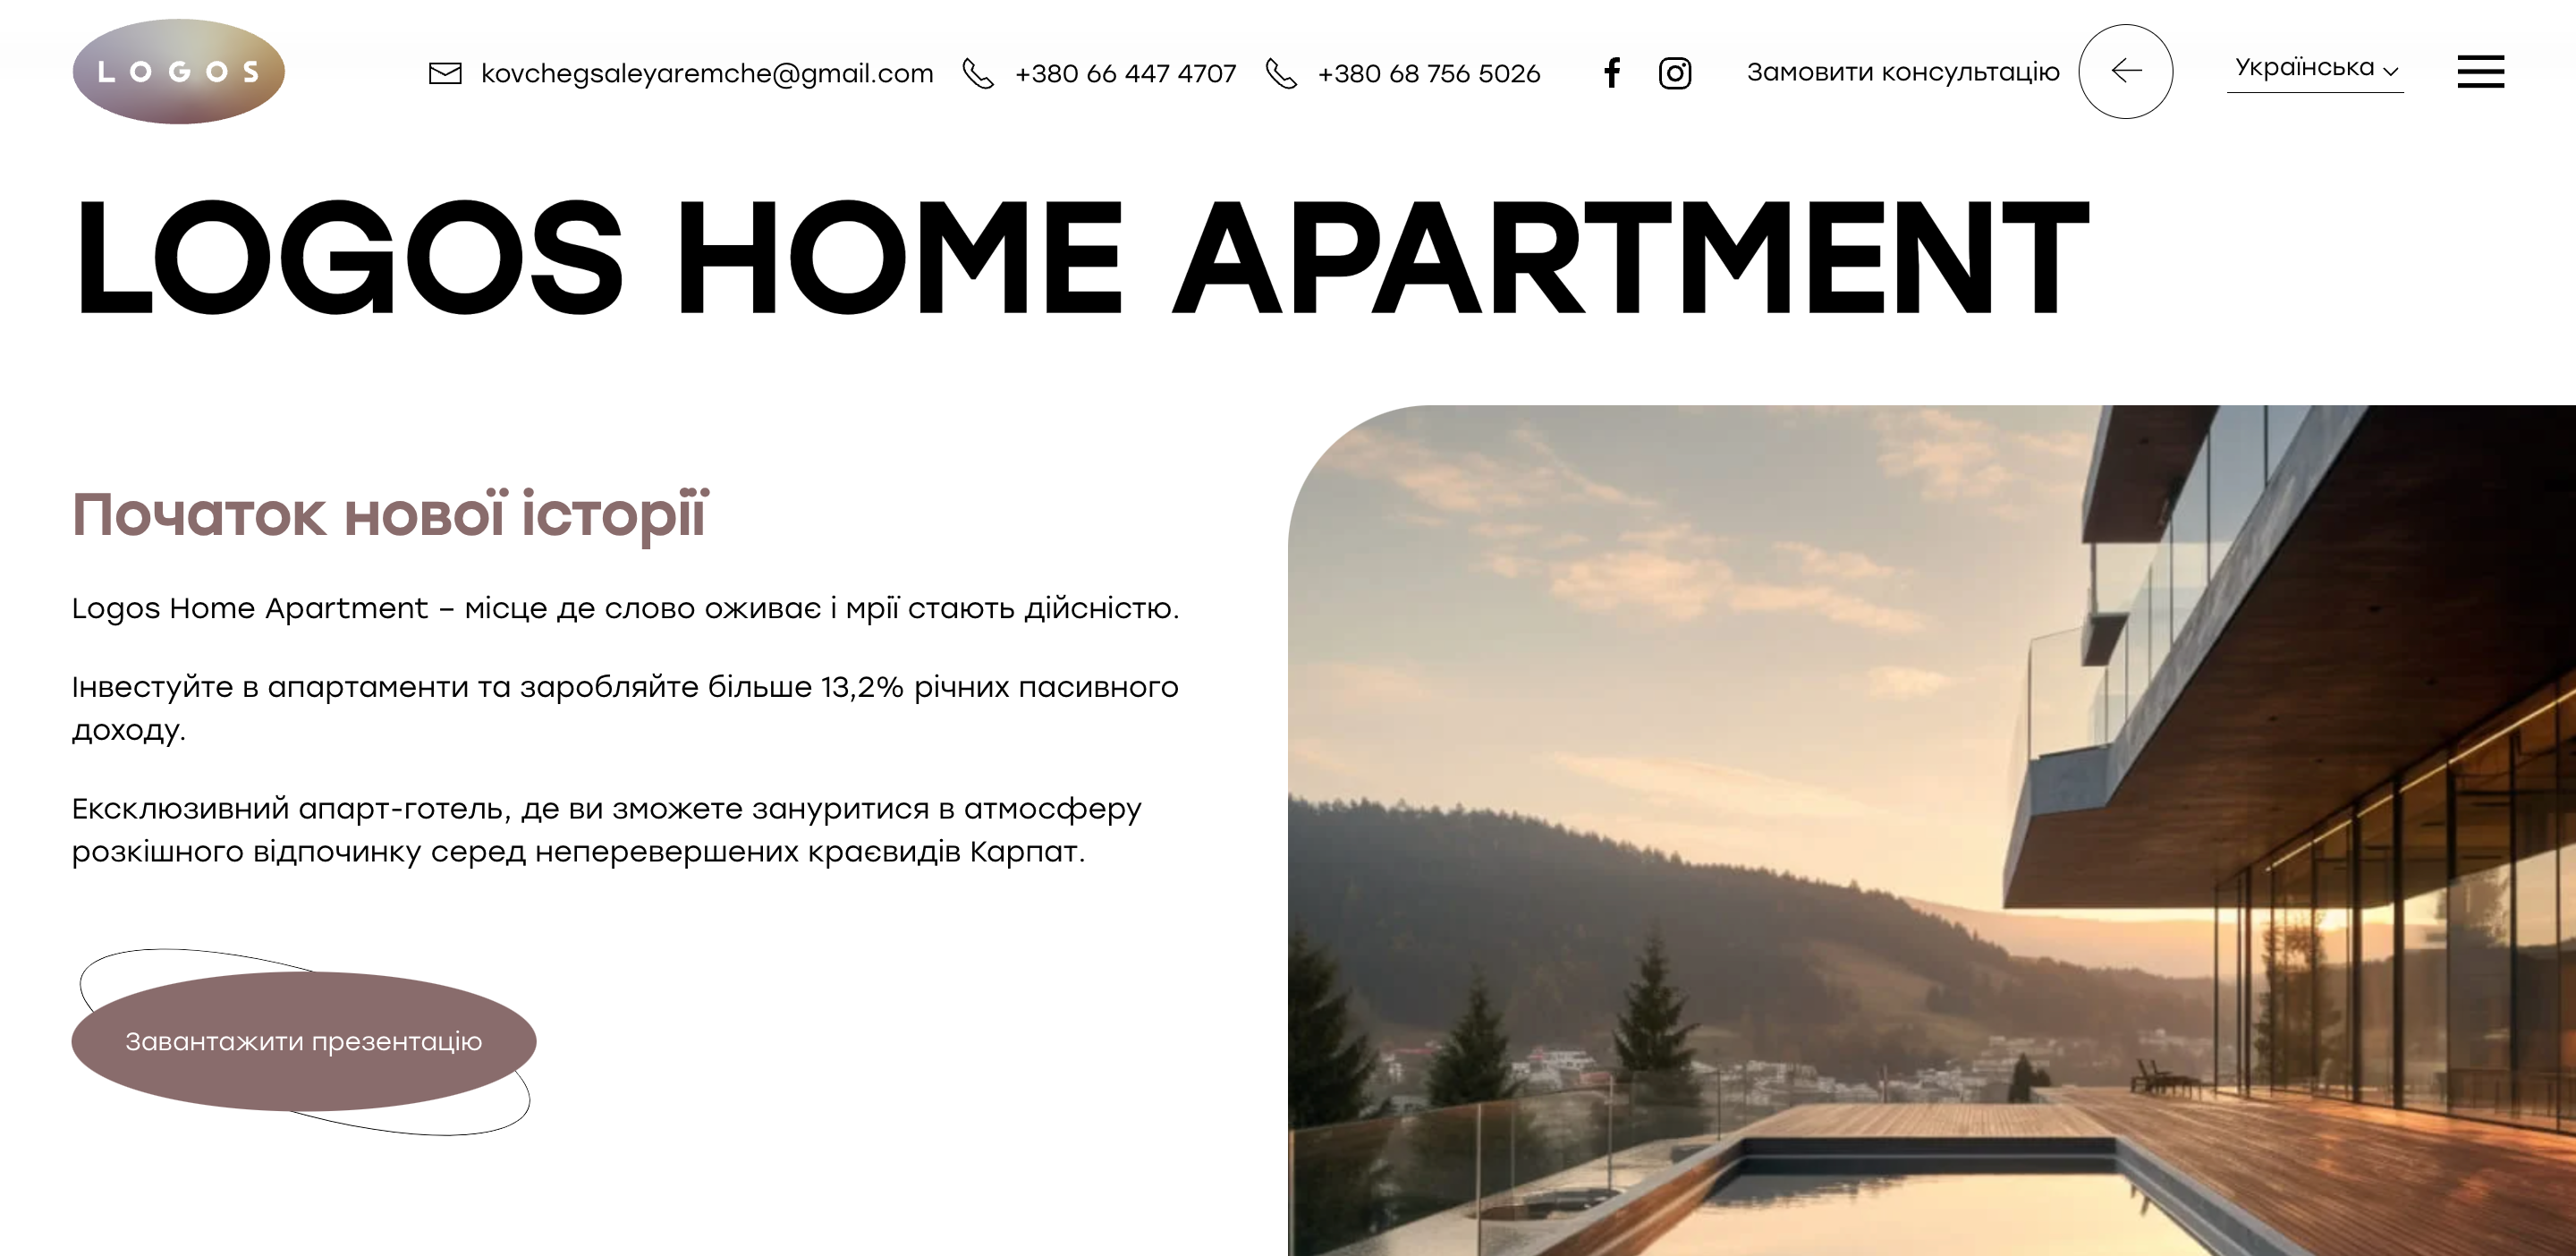 LOGOS
kovchegsaleyaremche@gmail.com
+380 66 447 4707
+380 68 756 5026
Замовити консультацію
Українська
LOGOS HOME APARTMENT
Початок нової історії
Logos Home Apartment – місце де слово оживає і мрії стають дійсністю.
Інвестуйте в апартаменти та заробляйте більше 13,2% річних пасивного
доходу.
Ексклюзивний апарт-готель, де ви зможете зануритися в атмосферу
розкішного відпочинку серед неперевершених краєвидів Карпат.
Завантажити презентацію